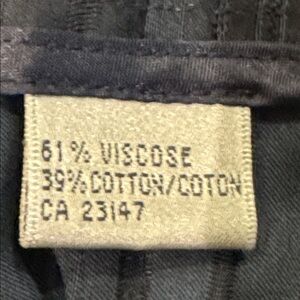 61% VISCOSE
39% COTTON/COTON
CA 23147